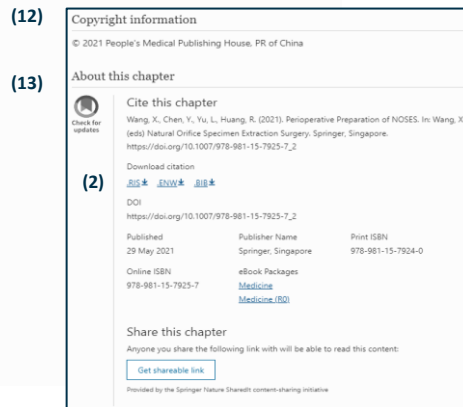 (12)
Copyright information
© 2021 People's Medical Publishing House, PR of China
(13)
About this chapter
Check for
updates
Cite this chapter
Wang, X., Chen, Y., Yu, L., Huang, R. (2021). Perioperative Preparation of NOSES. In: Wang, X
(eds) Natural Orifice Specimen Extraction Surgery. Springer, Singapore.
https://doi.org/10.1007/978-981-15-7925-7_2
Download citation
(2)
.RIS .ENW .BIB
DOI
https://doi.org/10.1007/978-981-15-7925-7_2
Published Publisher Name Print ISBN
29 May 2021 Springer, Singapore 978-981-15-7924-0
Online ISBN eBook Packages
978-981-15-7925-7 Medicine
Medicine (R0)
Share this chapter
Anyone you share the following link with will be able to read this content:
Get shareable link
Provided by the Springer Nature SharedIt content-sharing initiative